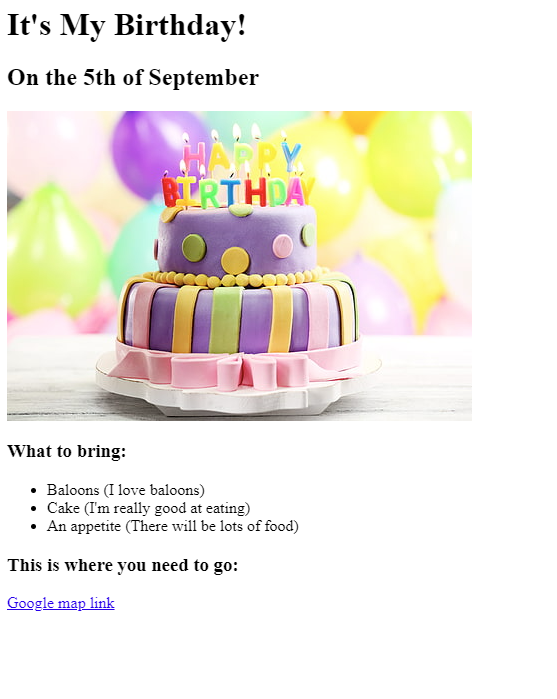 It's My Birthday!
On the 5th of September
HAPPY
BIRTHDAY
What to bring:
Baloons (I love baloons)
Cake (I'm really good at eating)
An appetite (There will be lots of food)
This is where you need to go:
Google map link